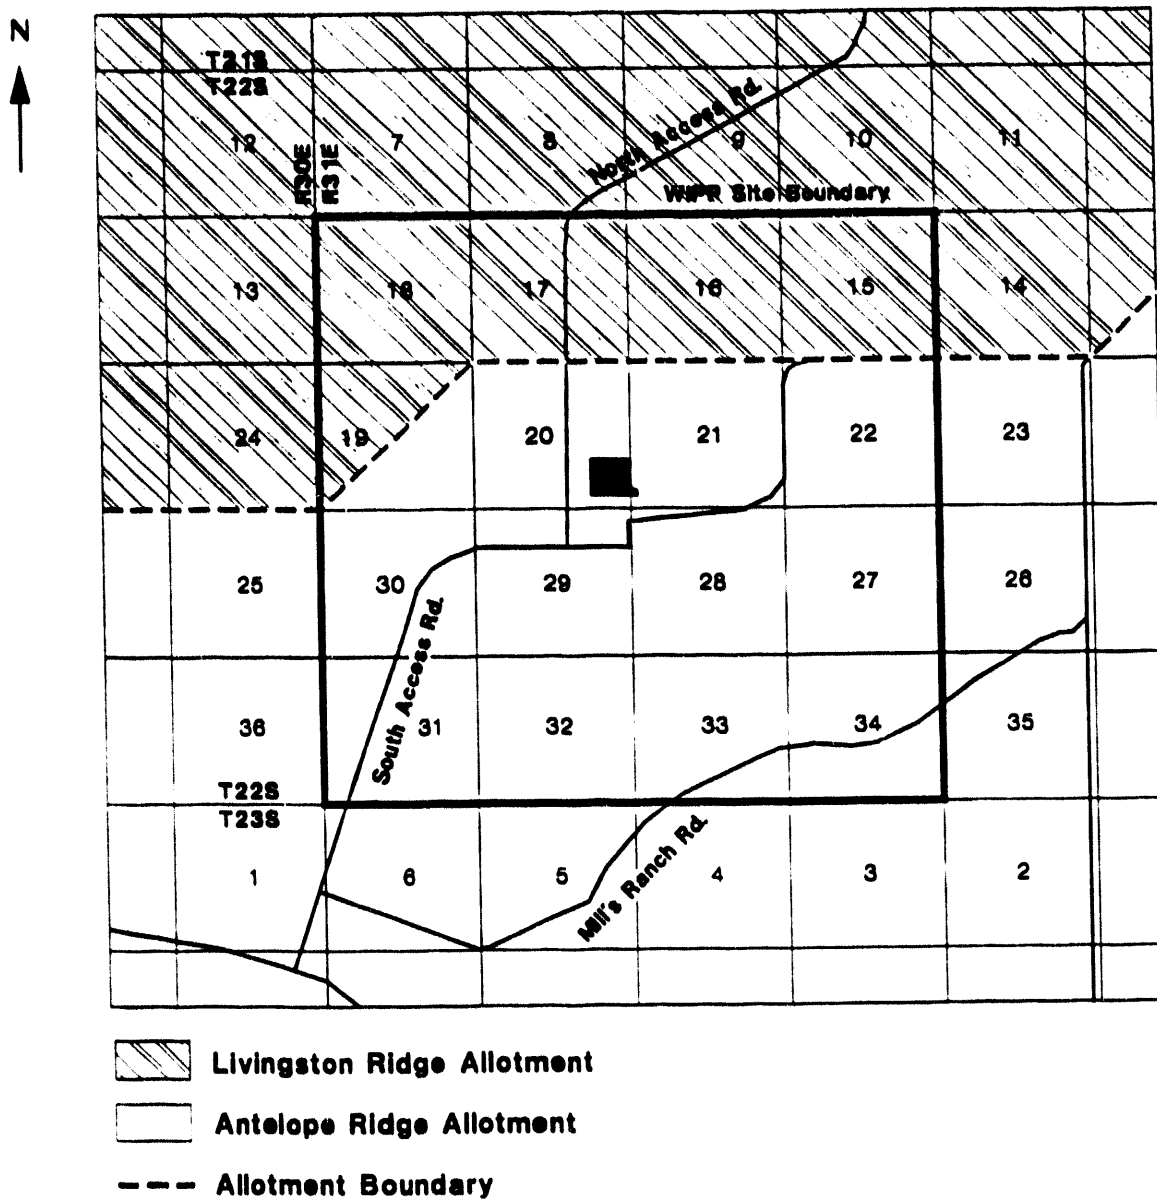 N
T21S
T22S
North Access Rd.
12
7
8
9
10
11
R30E
R31E
WIPR Site Boundary
13
18
17
16
15
14
24
19
20
21
22
23
25
30
29
28
27
26
South Access Rd.
36
31
32
33
34
35
T22S
T23S
Mill's Ranch Rd.
1
6
5
4
3
2
Livingston Ridge Allotment
Antelope Ridge Allotment
Allotment Boundary